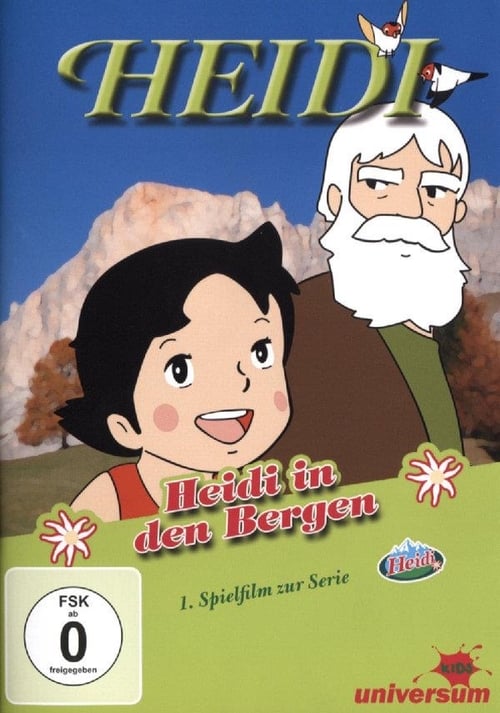 HEIDI
Heidi in
den Bergen
1. Spielfilm zur Serie
Heidi
FSK
ab
0
freigegeben
KIDS
universum